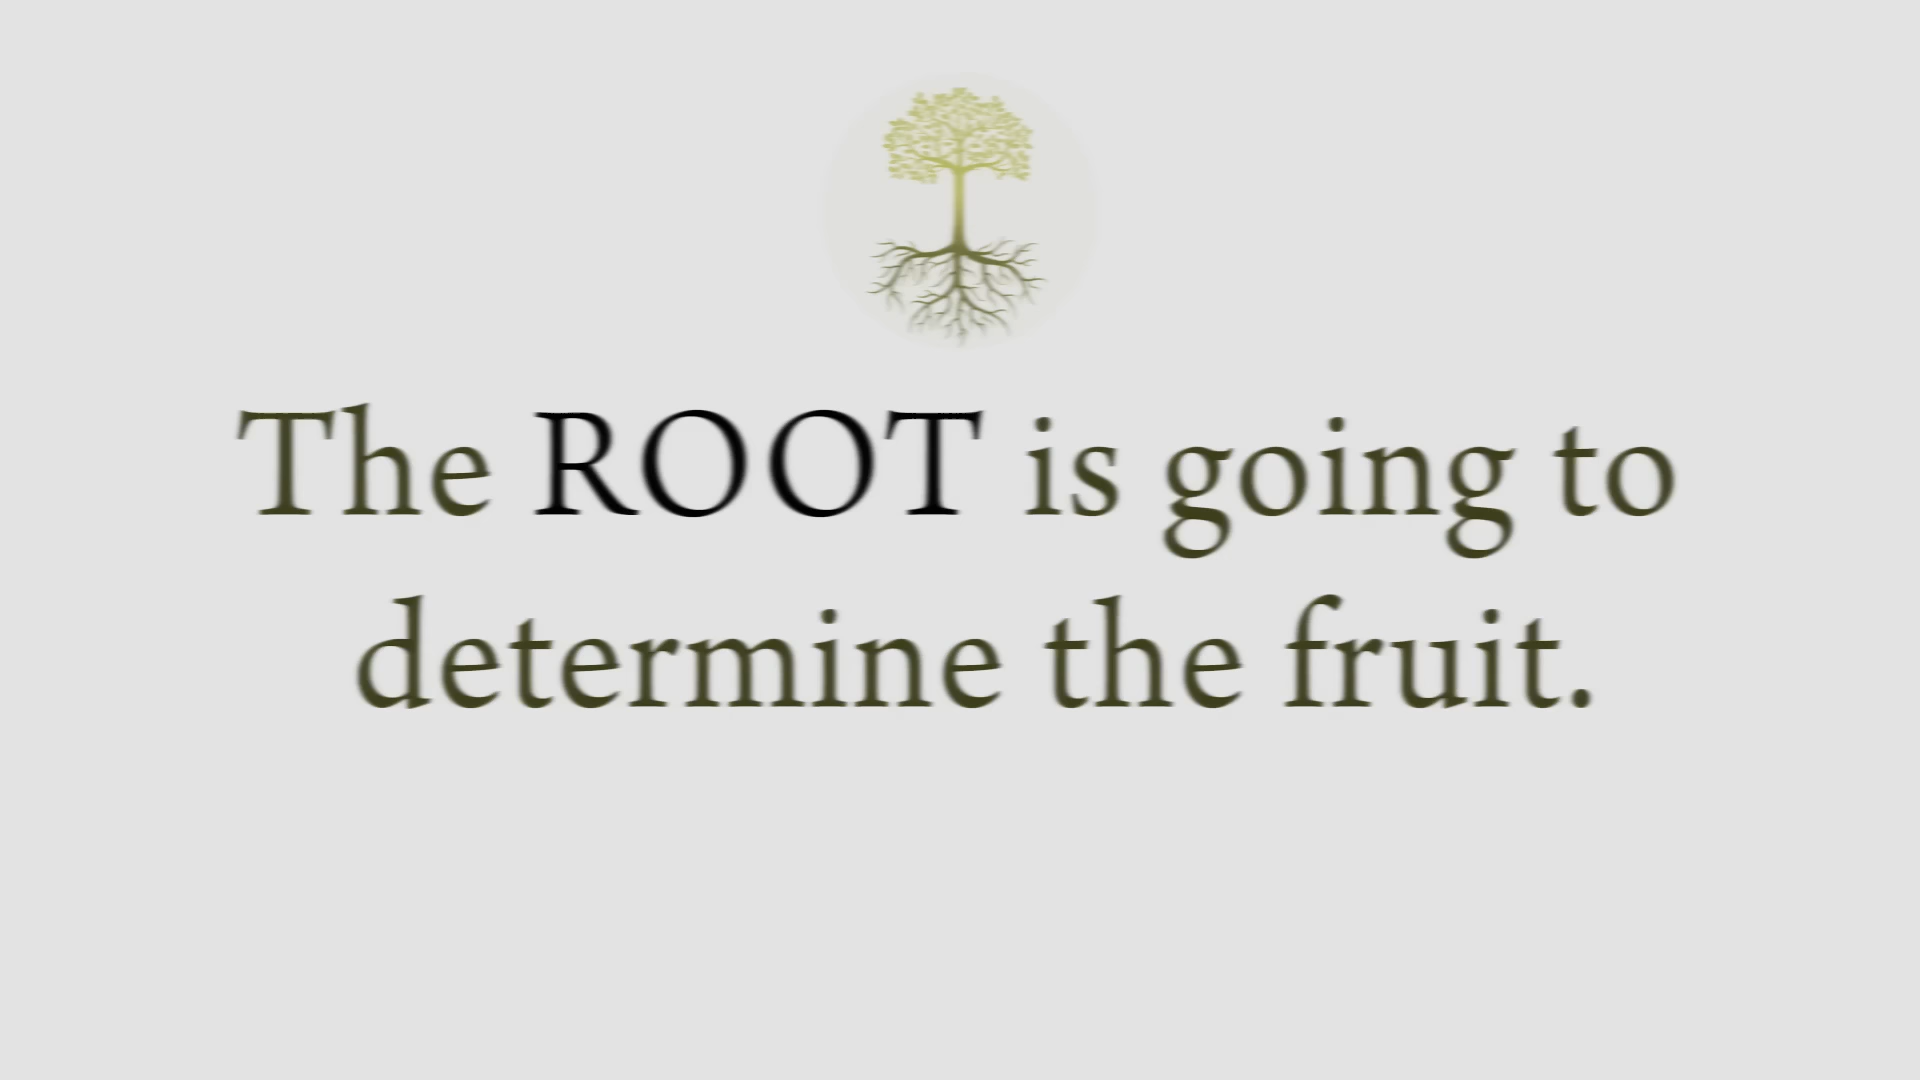 The ROOT is going to
determine the fruit.